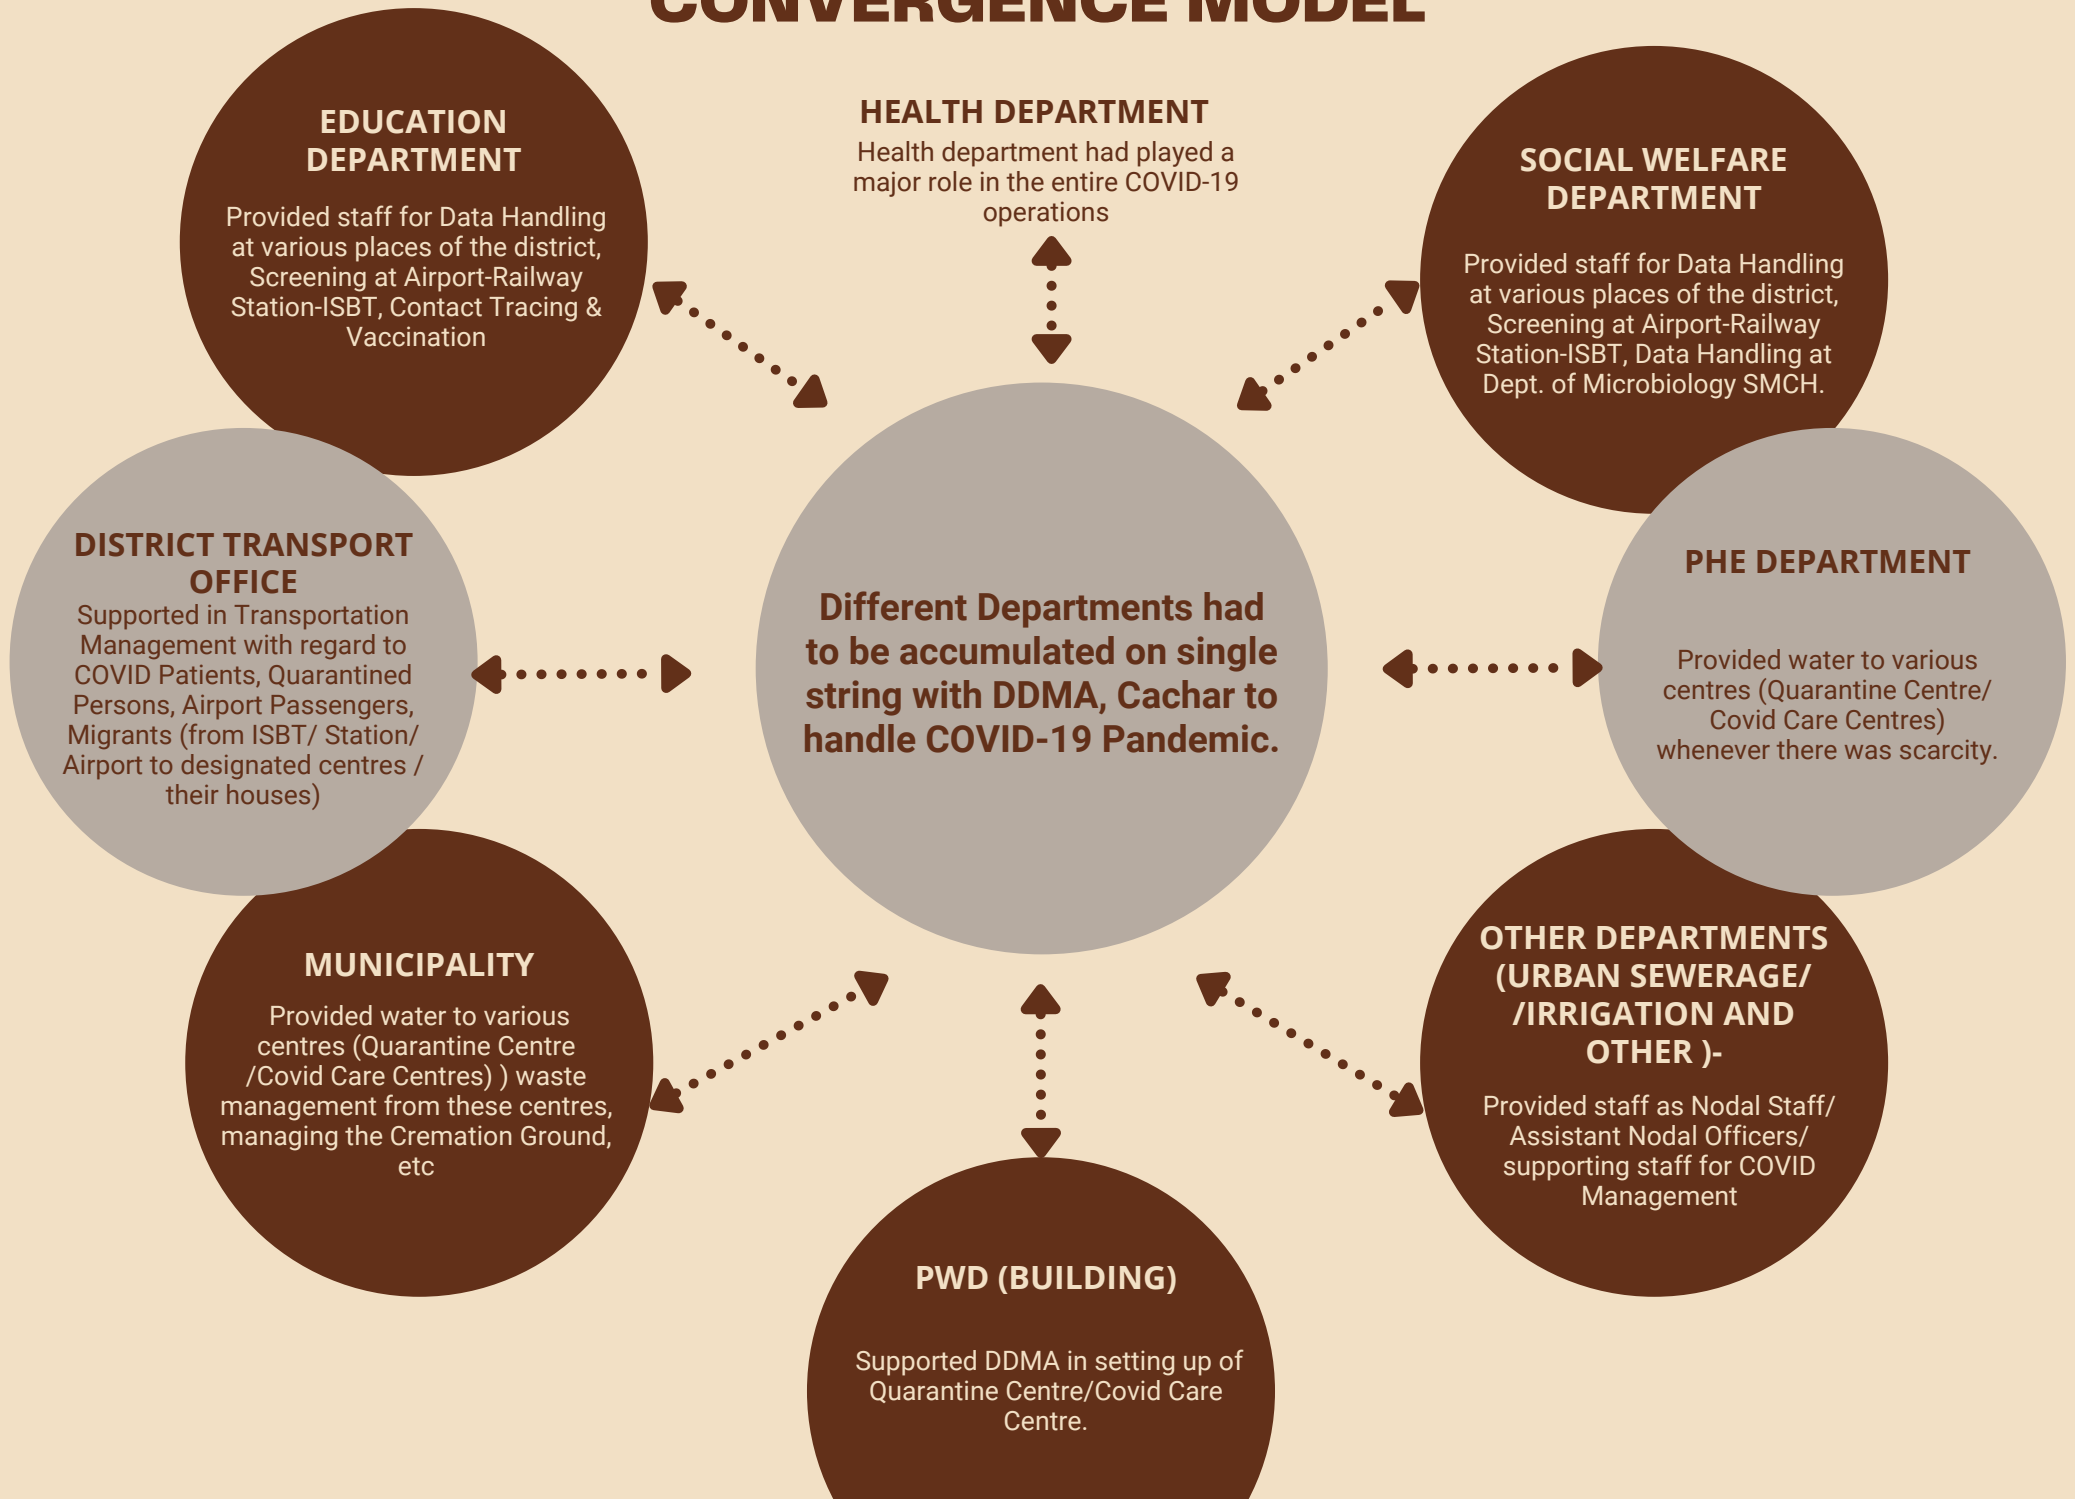 CONVERGENCE MODEL
EDUCATION
DEPARTMENT
Provided staff for Data Handling
at various places of the district,
Screening at Airport-Railway
Station-ISBT, Contact Tracing &
Vaccination
HEALTH DEPARTMENT
Health department had played a
major role in the entire COVID-19
operations
SOCIAL WELFARE
DEPARTMENT
Provided staff for Data Handling
at various places of the district,
Screening at Airport-Railway
Station-ISBT, Data Handling at
Dept. of Microbiology SMCH.
DISTRICT TRANSPORT
OFFICE
Supported in Transportation
Management with regard to
COVID Patients, Quarantined
Persons, Airport Passengers,
Migrants (from ISBT/ Station/
Airport to designated centres /
their houses)
Different Departments had
to be accumulated on single
string with DDMA, Cachar to
handle COVID-19 Pandemic.
PHE DEPARTMENT
Provided water to various
centres (Quarantine Centre/
Covid Care Centres)
whenever there was scarcity.
MUNICIPALITY
Provided water to various
centres (Quarantine Centre
/Covid Care Centres) ) waste
management from these centres,
managing the Cremation Ground,
etc
OTHER DEPARTMENTS
(URBAN SEWERAGE/
/IRRIGATION AND
OTHER )-
Provided staff as Nodal Staff/
Assistant Nodal Officers/
supporting staff for COVID
Management
PWD (BUILDING)
Supported DDMA in setting up of
Quarantine Centre/Covid Care
Centre.